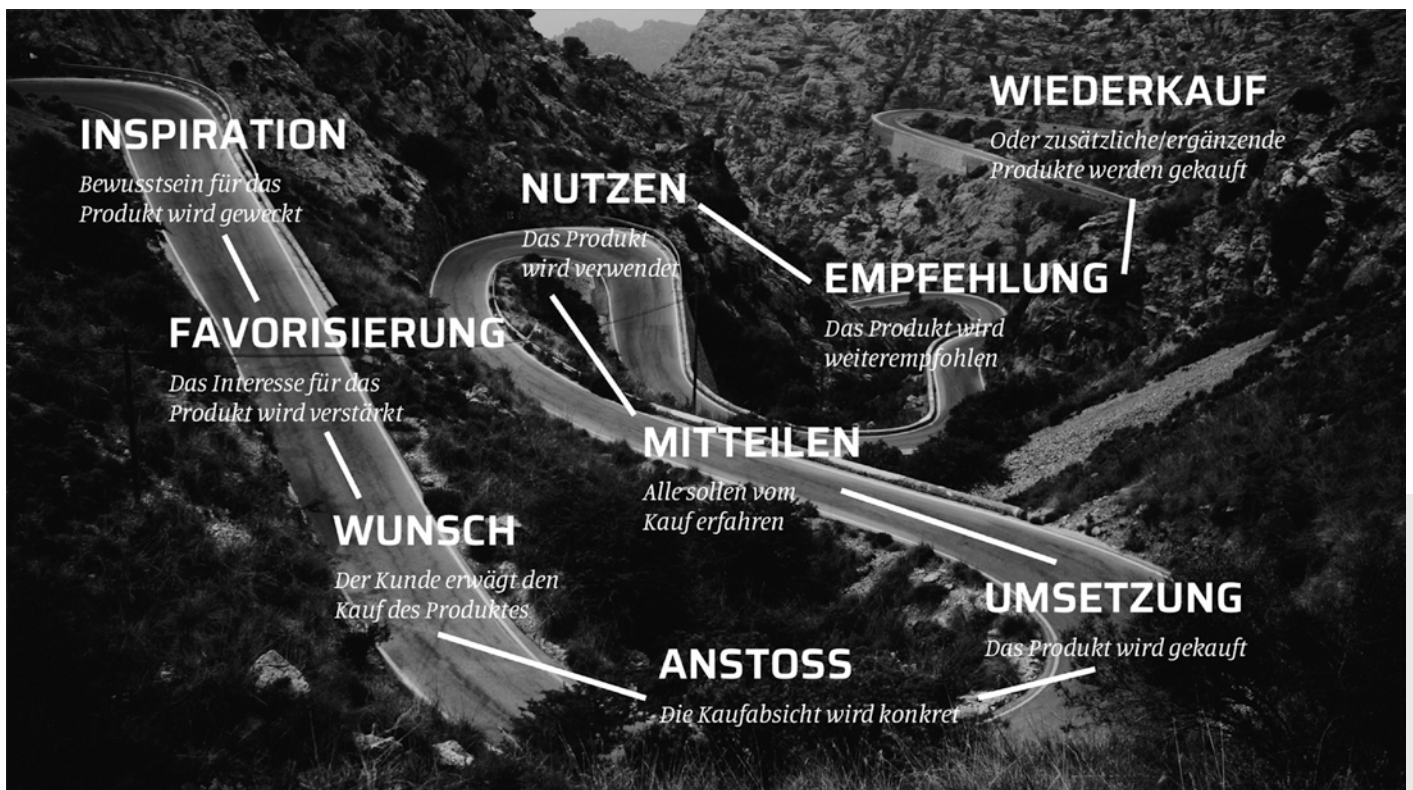 INSPIRATION
Bewusstsein für das
Produkt wird geweckt
FAVORISIERUNG
Das Interesse für das
Produkt wird verstärkt
WUNSCH
Der Kunde erwägt den
Kauf des Produktes
ANSTOSS
Die Kaufabsicht wird konkret
UMSETZUNG
Das Produkt wird gekauft
MITTEILEN
Alle sollen vom
Kauf erfahren
NUTZEN
Das Produkt
wird verwendet
EMPFEHLUNG
Das Produkt wird
weiterempfohlen
WIEDERKAUF
Oder zusätzliche/ergänzende
Produkte werden gekauft